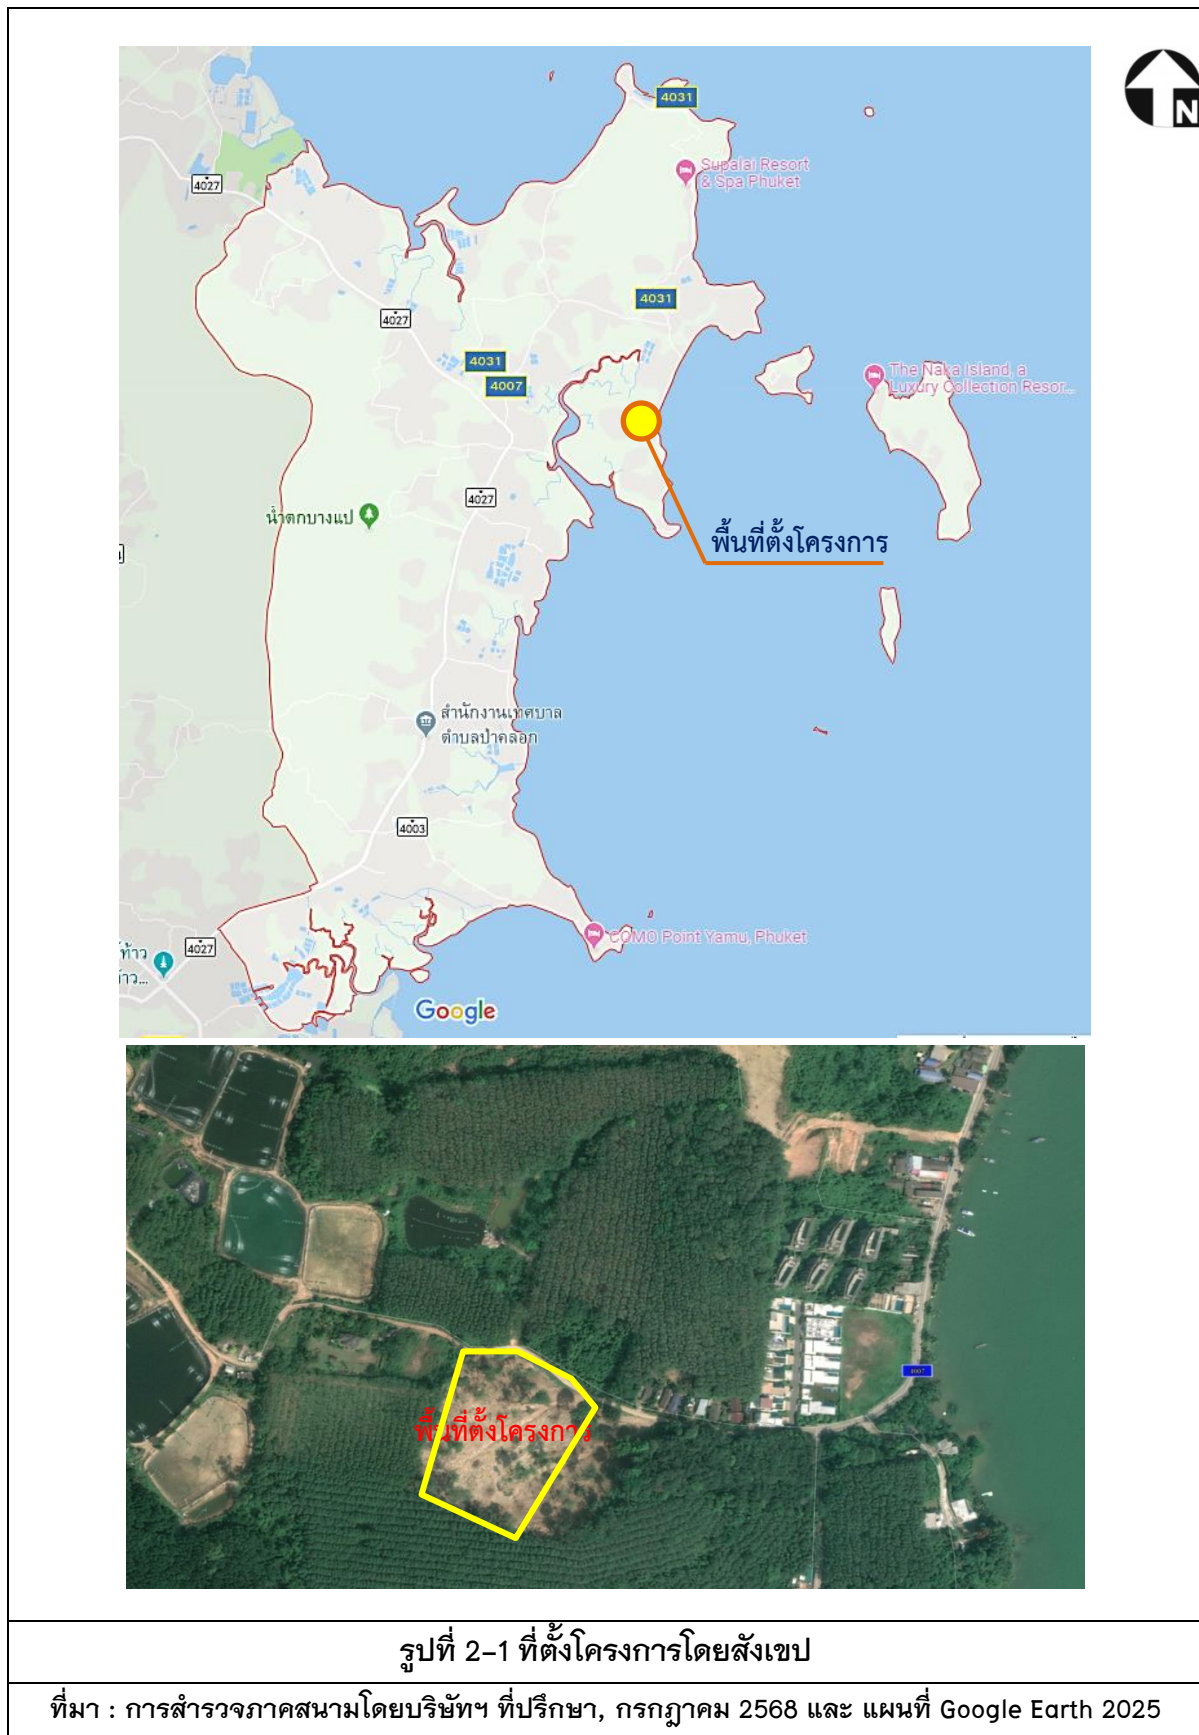 4031
N
Supalai Resort
& Spa Phuket
4027
4031
4027
4031
4007
The Naka Island, a
Luxury Collection Resor...
4027
น้ำตกบางแป
พื้นที่ตั้งโครงการ
สำนักงานเทศบาล
ตำบลป่าคลอก
4003
COMO Point Yamu, Phuket
4027
ท้าว
าว...
Google
4007
พื้นที่ตั้งโครงการ
รูปที่ 2-1 ที่ตั้งโครงการโดยสังเขป
ที่มา : การสำรวจภาคสนามโดยบริษัทฯ ที่ปรึกษา, กรกฎาคม 2568 และ แผนที่ Google Earth 2025